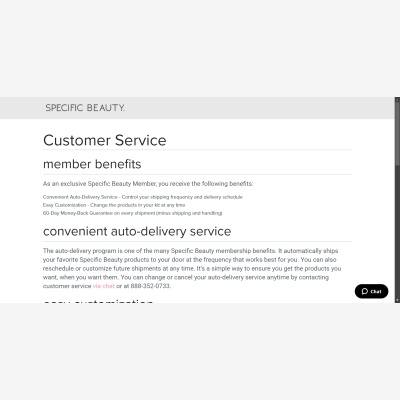 SPECIFIC BEAUTY.
Customer Service
member benefits
As an exclusive Specific Beauty Member, you receive the following benefits:
Convenient Auto-Delivery Service - Control your shipping frequency and delivery schedule
Easy Customization - Change the products in your kit at any time
60-Day Money-Back Guarantee on every shipment (minus shipping and handling)
convenient auto-delivery service
The auto-delivery program is one of the many Specific Beauty membership benefits. It automatically ships
your favorite Specific Beauty products to your door at the frequency that works best for you. You can also
reschedule or customize future shipments at any time. It's a simple way to ensure you get the products you
want, when you want them. You can change or cancel your auto-delivery service anytime by contacting
customer service via chat or at 888-352-0733.
Chat
easy customization